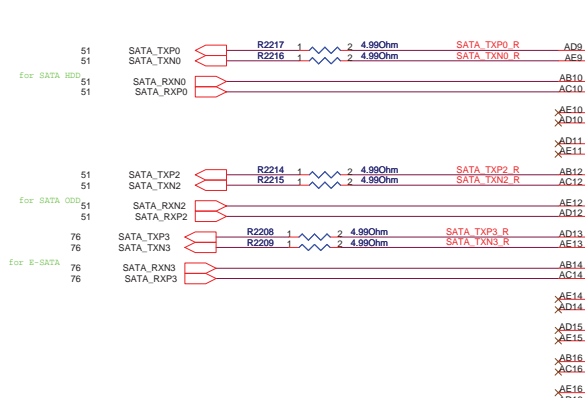 51 SATA_TXP0 R2217 1 2 4.99Ohm SATA_TXP0_R AD9
51 SATA_TXN0 R2216 1 2 4.99Ohm SATA_TXN0_R AE9
for SATA HDD
51 SATA_RXN0 AB10
51 SATA_RXP0 AC10
AE10
AD10
AD11
AE11
51 SATA_TXP2 R2214 1 2 4.99Ohm SATA_TXP2_R AB12
51 SATA_TXN2 R2215 1 2 4.99Ohm SATA_TXN2_R AC12
for SATA ODD
51 SATA_RXN2 AE12
51 SATA_RXP2 AD12
76 SATA_TXP3 R2208 1 2 4.99Ohm SATA_TXP3_R AD13
76 SATA_TXN3 R2209 1 2 4.99Ohm SATA_TXN3_R AE13
for E-SATA
76 SATA_RXN3 AB14
76 SATA_RXP3 AC14
AE14
AD14
AD15
AE15
AB16
AC16
AE16